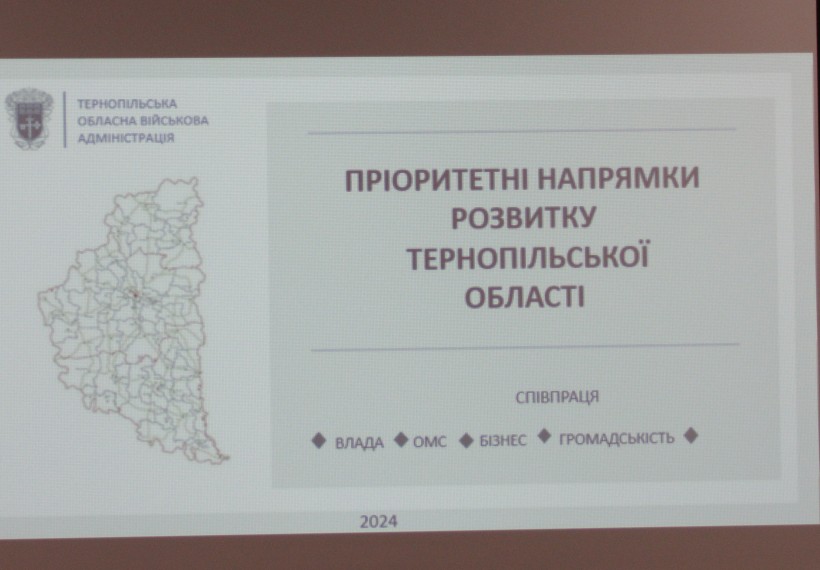 ТЕРНОПІЛЬСЬКА
ОБЛАСНА ВІЙСЬКОВА
АДМІНІСТРАЦІЯ
ПРІОРИТЕТНІ НАПРЯМКИ
РОЗВИТКУ
ТЕРНОПІЛЬСЬКОЇ
ОБЛАСТІ
СПІВПРАЦЯ
◆ ВЛАДА ◆ ОМС ◆ БІЗНЕС ◆ ГРОМАДСЬКІСТЬ ◆
2024